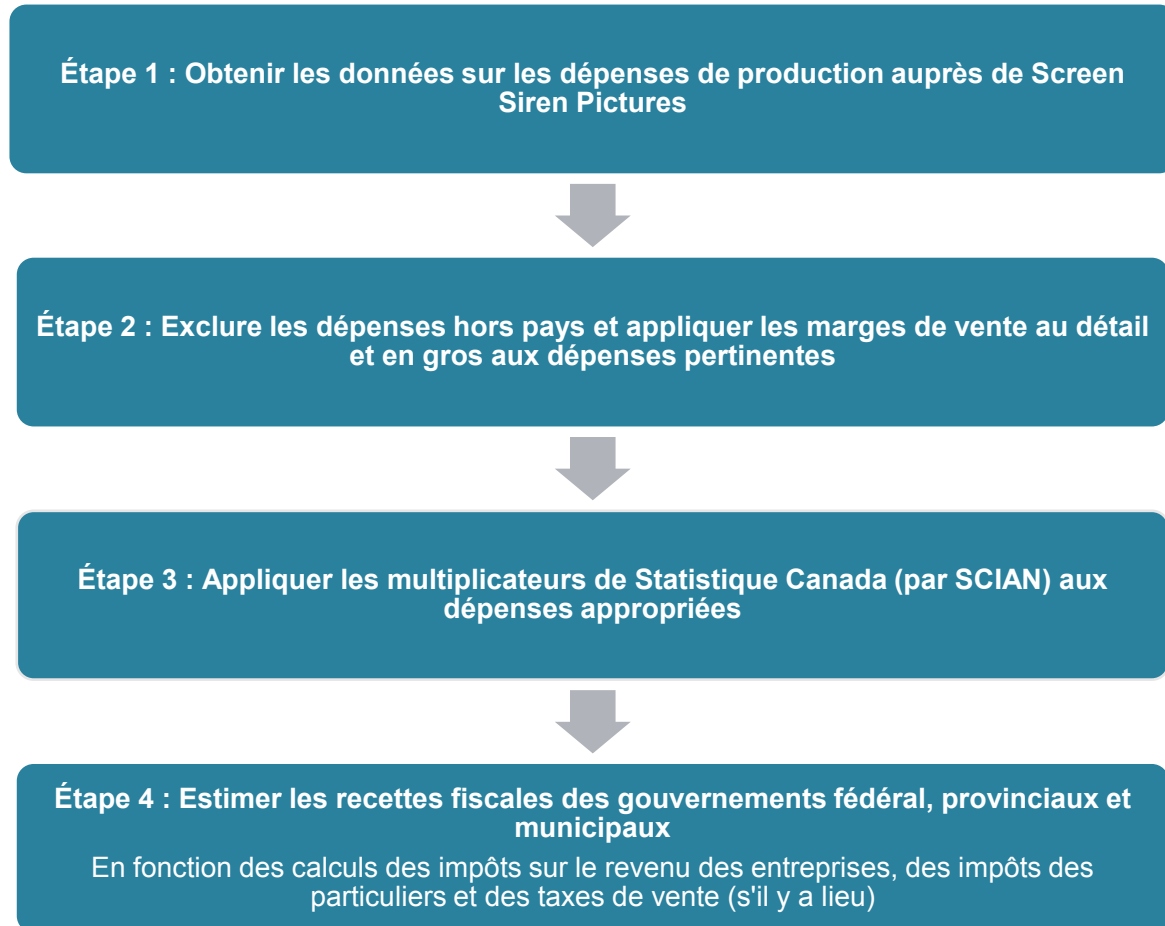 Étape 1 : Obtenir les données sur les dépenses de production auprès de Screen
Siren Pictures
Étape 2 : Exclure les dépenses hors pays et appliquer les marges de vente au détail
et en gros aux dépenses pertinentes
Étape 3 : Appliquer les multiplicateurs de Statistique Canada (par SCIAN) aux
dépenses appropriées
Étape 4 : Estimer les recettes fiscales des gouvernements fédéral, provinciaux et
municipaux
En fonction des calculs des impôts sur le revenu des entreprises, des impôts des
particuliers et des taxes de vente (s'il y a lieu)